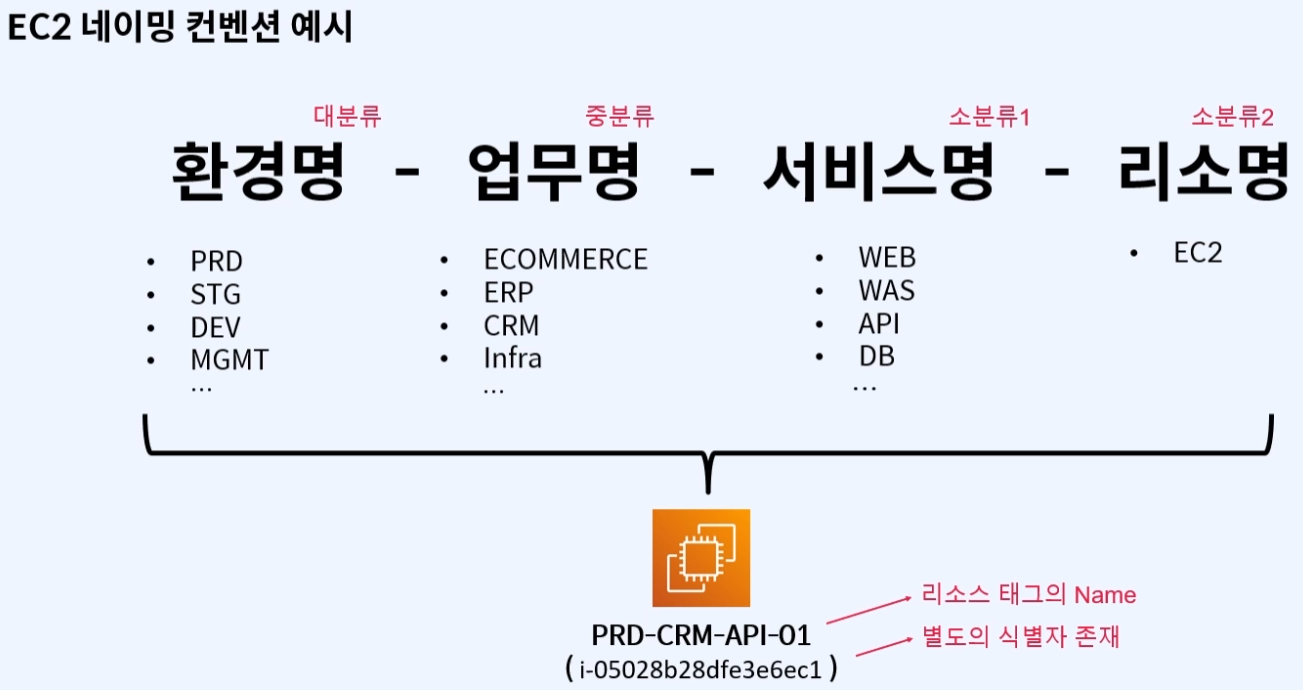 EC2 네이밍 컨벤션 예시
대분류 중분류 소분류1 소분류2
환경명 - 업무명 - 서비스명 - 리소명
• PRD
• STG
• DEV
• MGMT
...
• ECOMMERCE
• ERP
• CRM
• Infra
...
• WEB
• WAS
• API
• DB
...
• EC2
리소스 태그의 Name
PRD-CRM-API-01
별도의 식별자 존재
( i-05028b28dfe3e6ec1 )